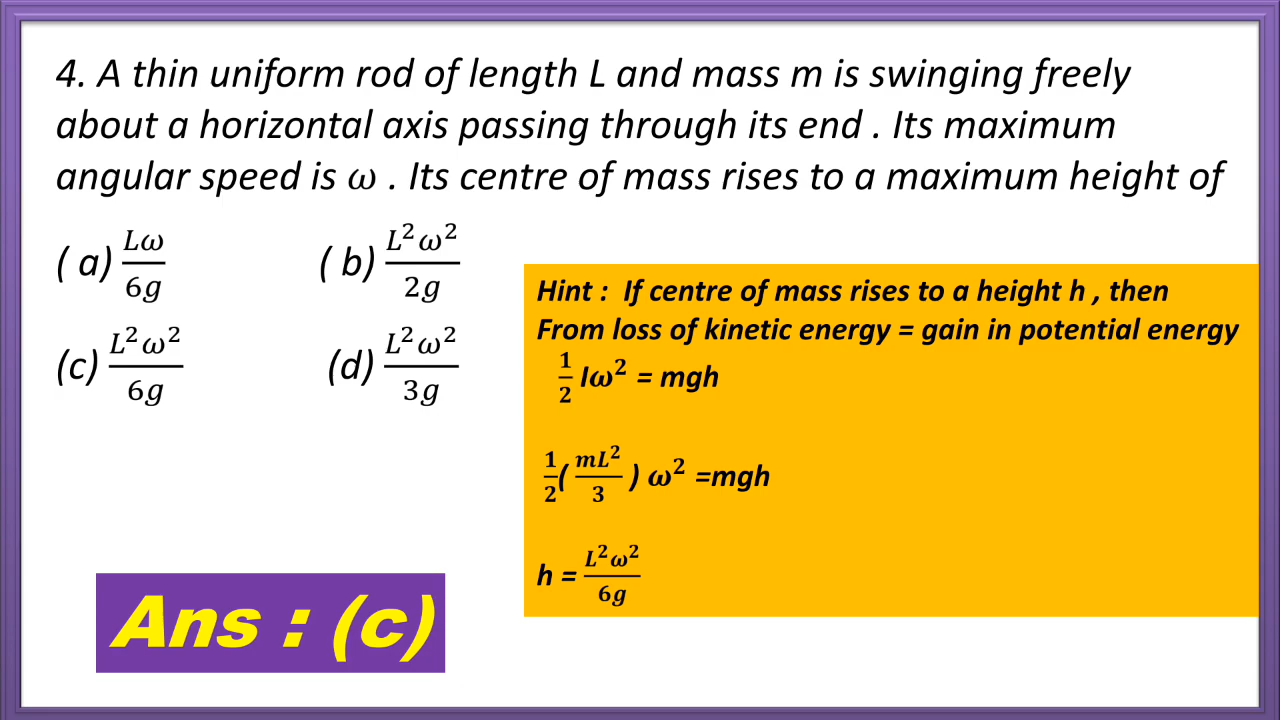 4. A thin uniform rod of length L and mass m is swinging freely
about a horizontal axis passing through its end . Its maximum
angular speed is ω . Its centre of mass rises to a maximum height of
( a) Lω/6g ( b) L²ω²/2g
(c) L²ω²/6g (d) L²ω²/3g
Hint : If centre of mass rises to a height h , then
From loss of kinetic energy = gain in potential energy
1/2 Iω² = mgh
1/2( mL²/3 ) ω² =mgh
h = L²ω²/6g
Ans : (c)